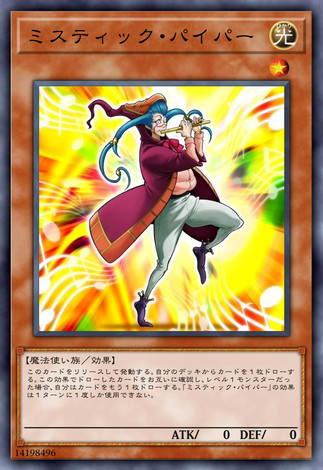 ミスティック・パイパー
光
【魔法使い族／効果】
このカードをリリースして発動する。自分のデッキからカードを１枚ドローす
る。この効果でドローしたカードをお互いに確認し、レベル１モンスターだっ
た場合、自分はカードをもう１枚ドローする。「ミスティック・パイパー」の効果
は１ターンに１度しか使用できない。
ATK/ 0 DEF/ 0
14198496